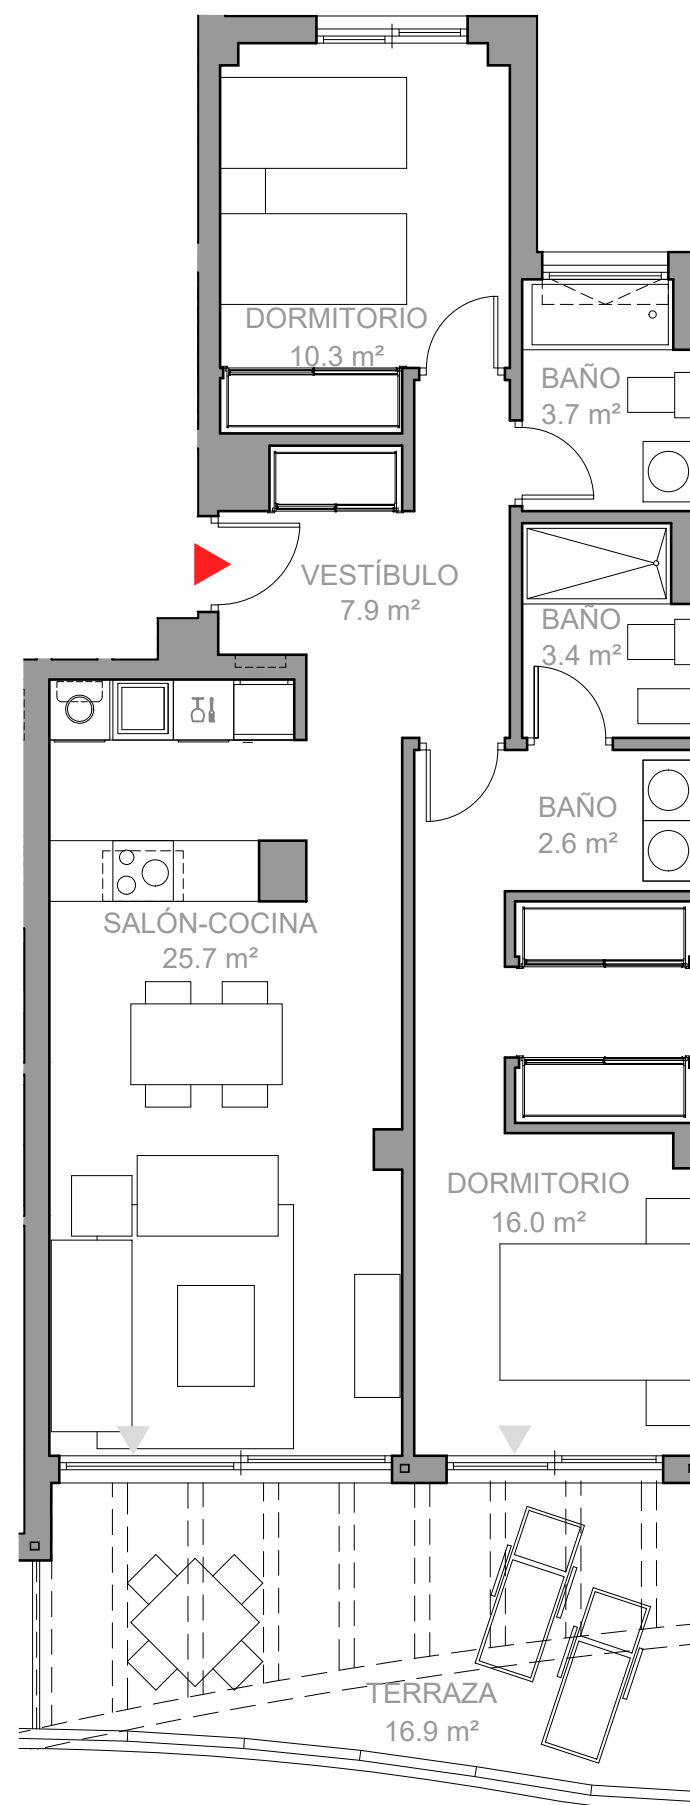 DORMITORIO
10.3 m²
BAÑO
3.7 m²
VESTÍBULO
7.9 m²
BAÑO
3.4 m²
BAÑO
2.6 m²
SALÓN-COCINA
25.7 m²
DORMITORIO
16.0 m²
TERRAZA
16.9 m²